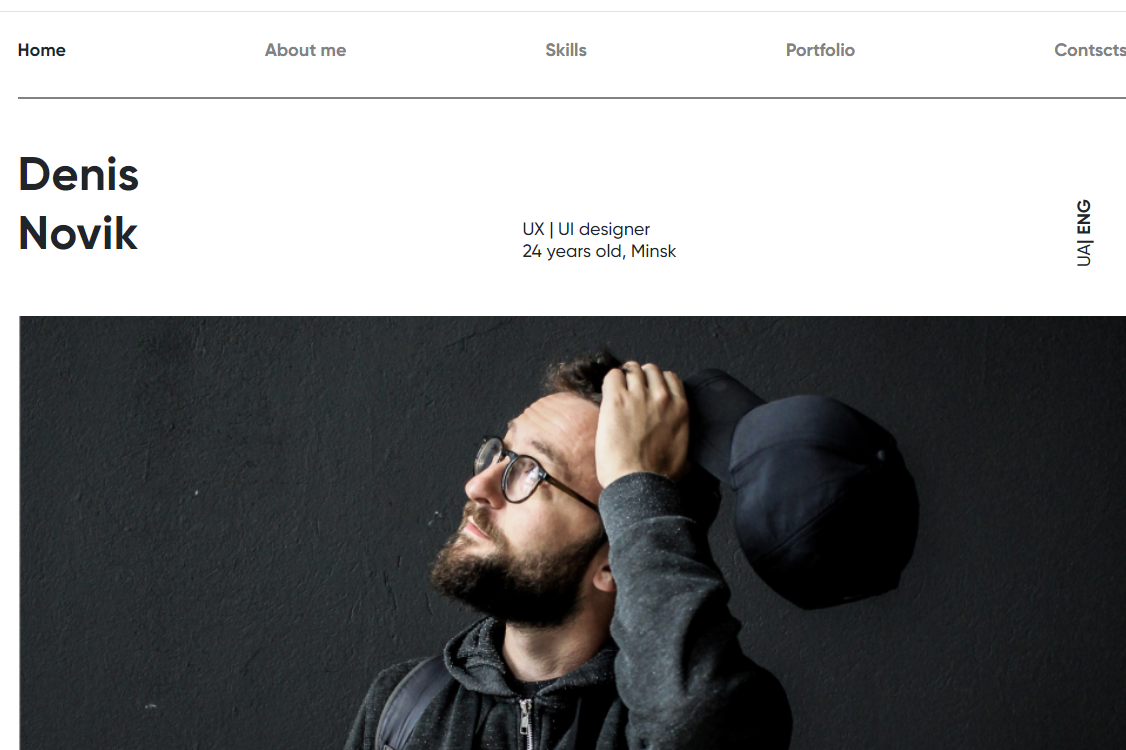 Home About me Skills Portfolio Contscts
Denis
Novik
UX | UI designer
24 years old, Minsk
UA| ENG